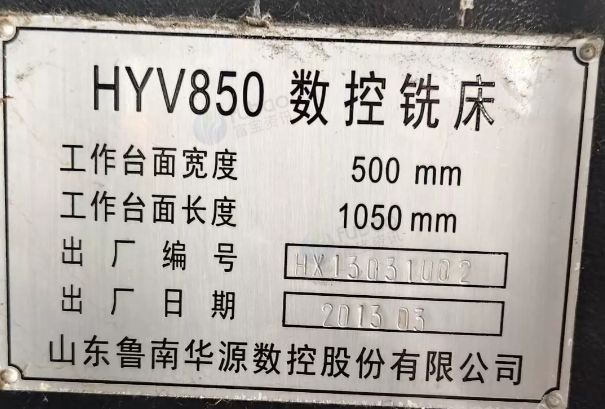 HYV850 数控铣床
工作台面宽度 500 mm
工作台面长度 1050 mm
出厂编号 HX13031002
出厂日期 2013 03
山东鲁南华源数控股份有限公司